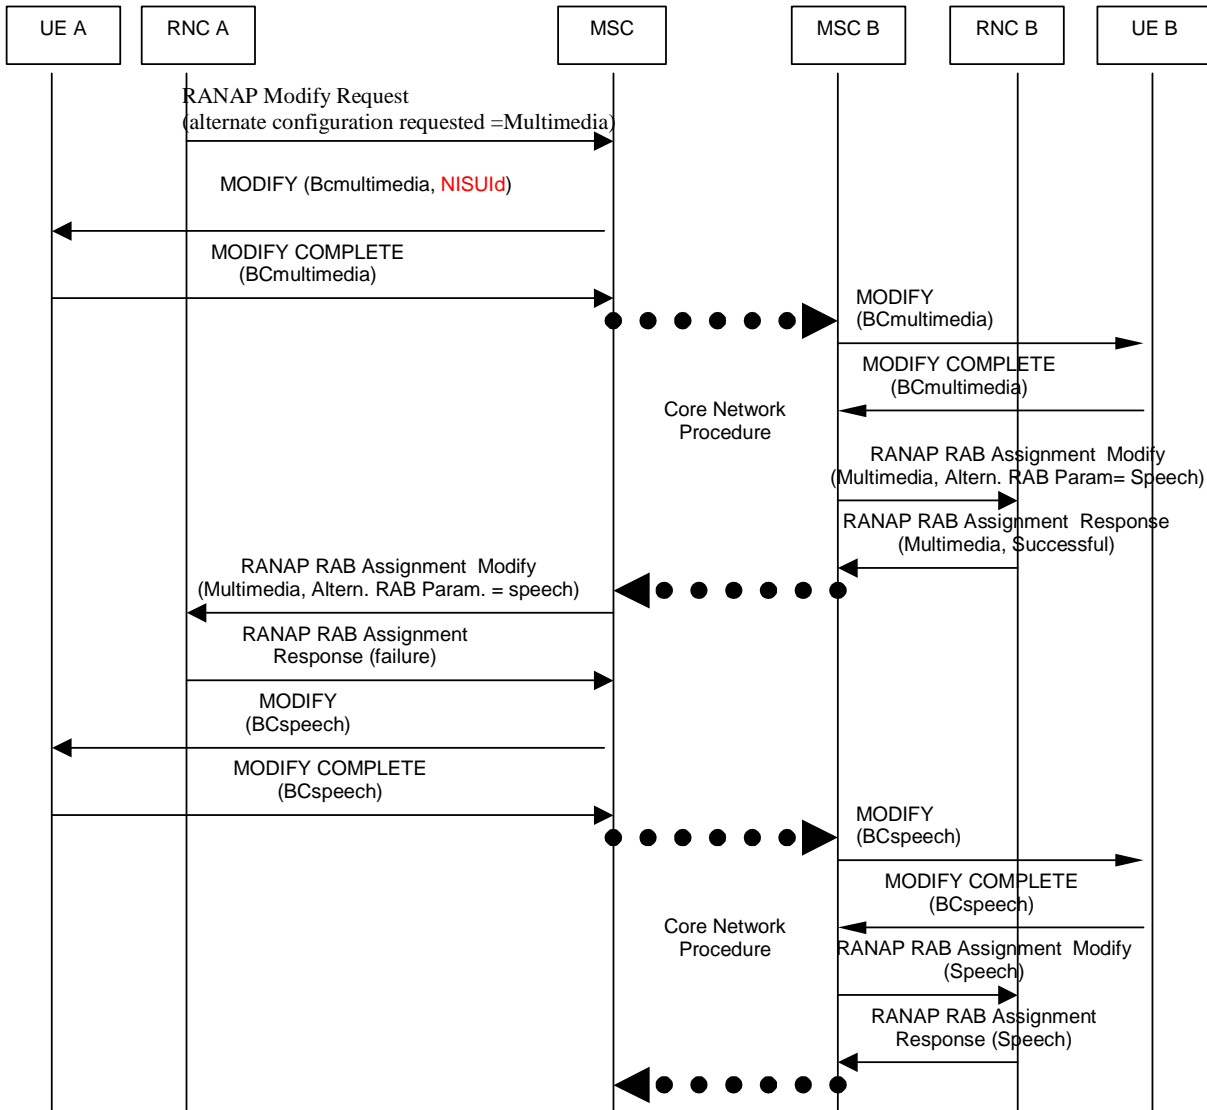 UE A
RNC A
MSC
MSC B
RNC B
UE B
RANAP Modify Request
(alternate configuration requested =Multimedia)
MODIFY (Bcmultimedia, NISUId)
MODIFY COMPLETE
(BCmultimedia)
MODIFY
(BCmultimedia)
MODIFY COMPLETE
(BCmultimedia)
Core Network
Procedure
RANAP RAB Assignment Modify
(Multimedia, Altern. RAB Param= Speech)
RANAP RAB Assignment Response
(Multimedia, Successful)
RANAP RAB Assignment Modify
(Multimedia, Altern. RAB Param. = speech)
RANAP RAB Assignment
Response (failure)
MODIFY
(BCspeech)
MODIFY COMPLETE
(BCspeech)
MODIFY
(BCspeech)
MODIFY COMPLETE
(BCspeech)
Core Network
Procedure
RANAP RAB Assignment Modify
(Speech)
RANAP RAB Assignment
Response (Speech)